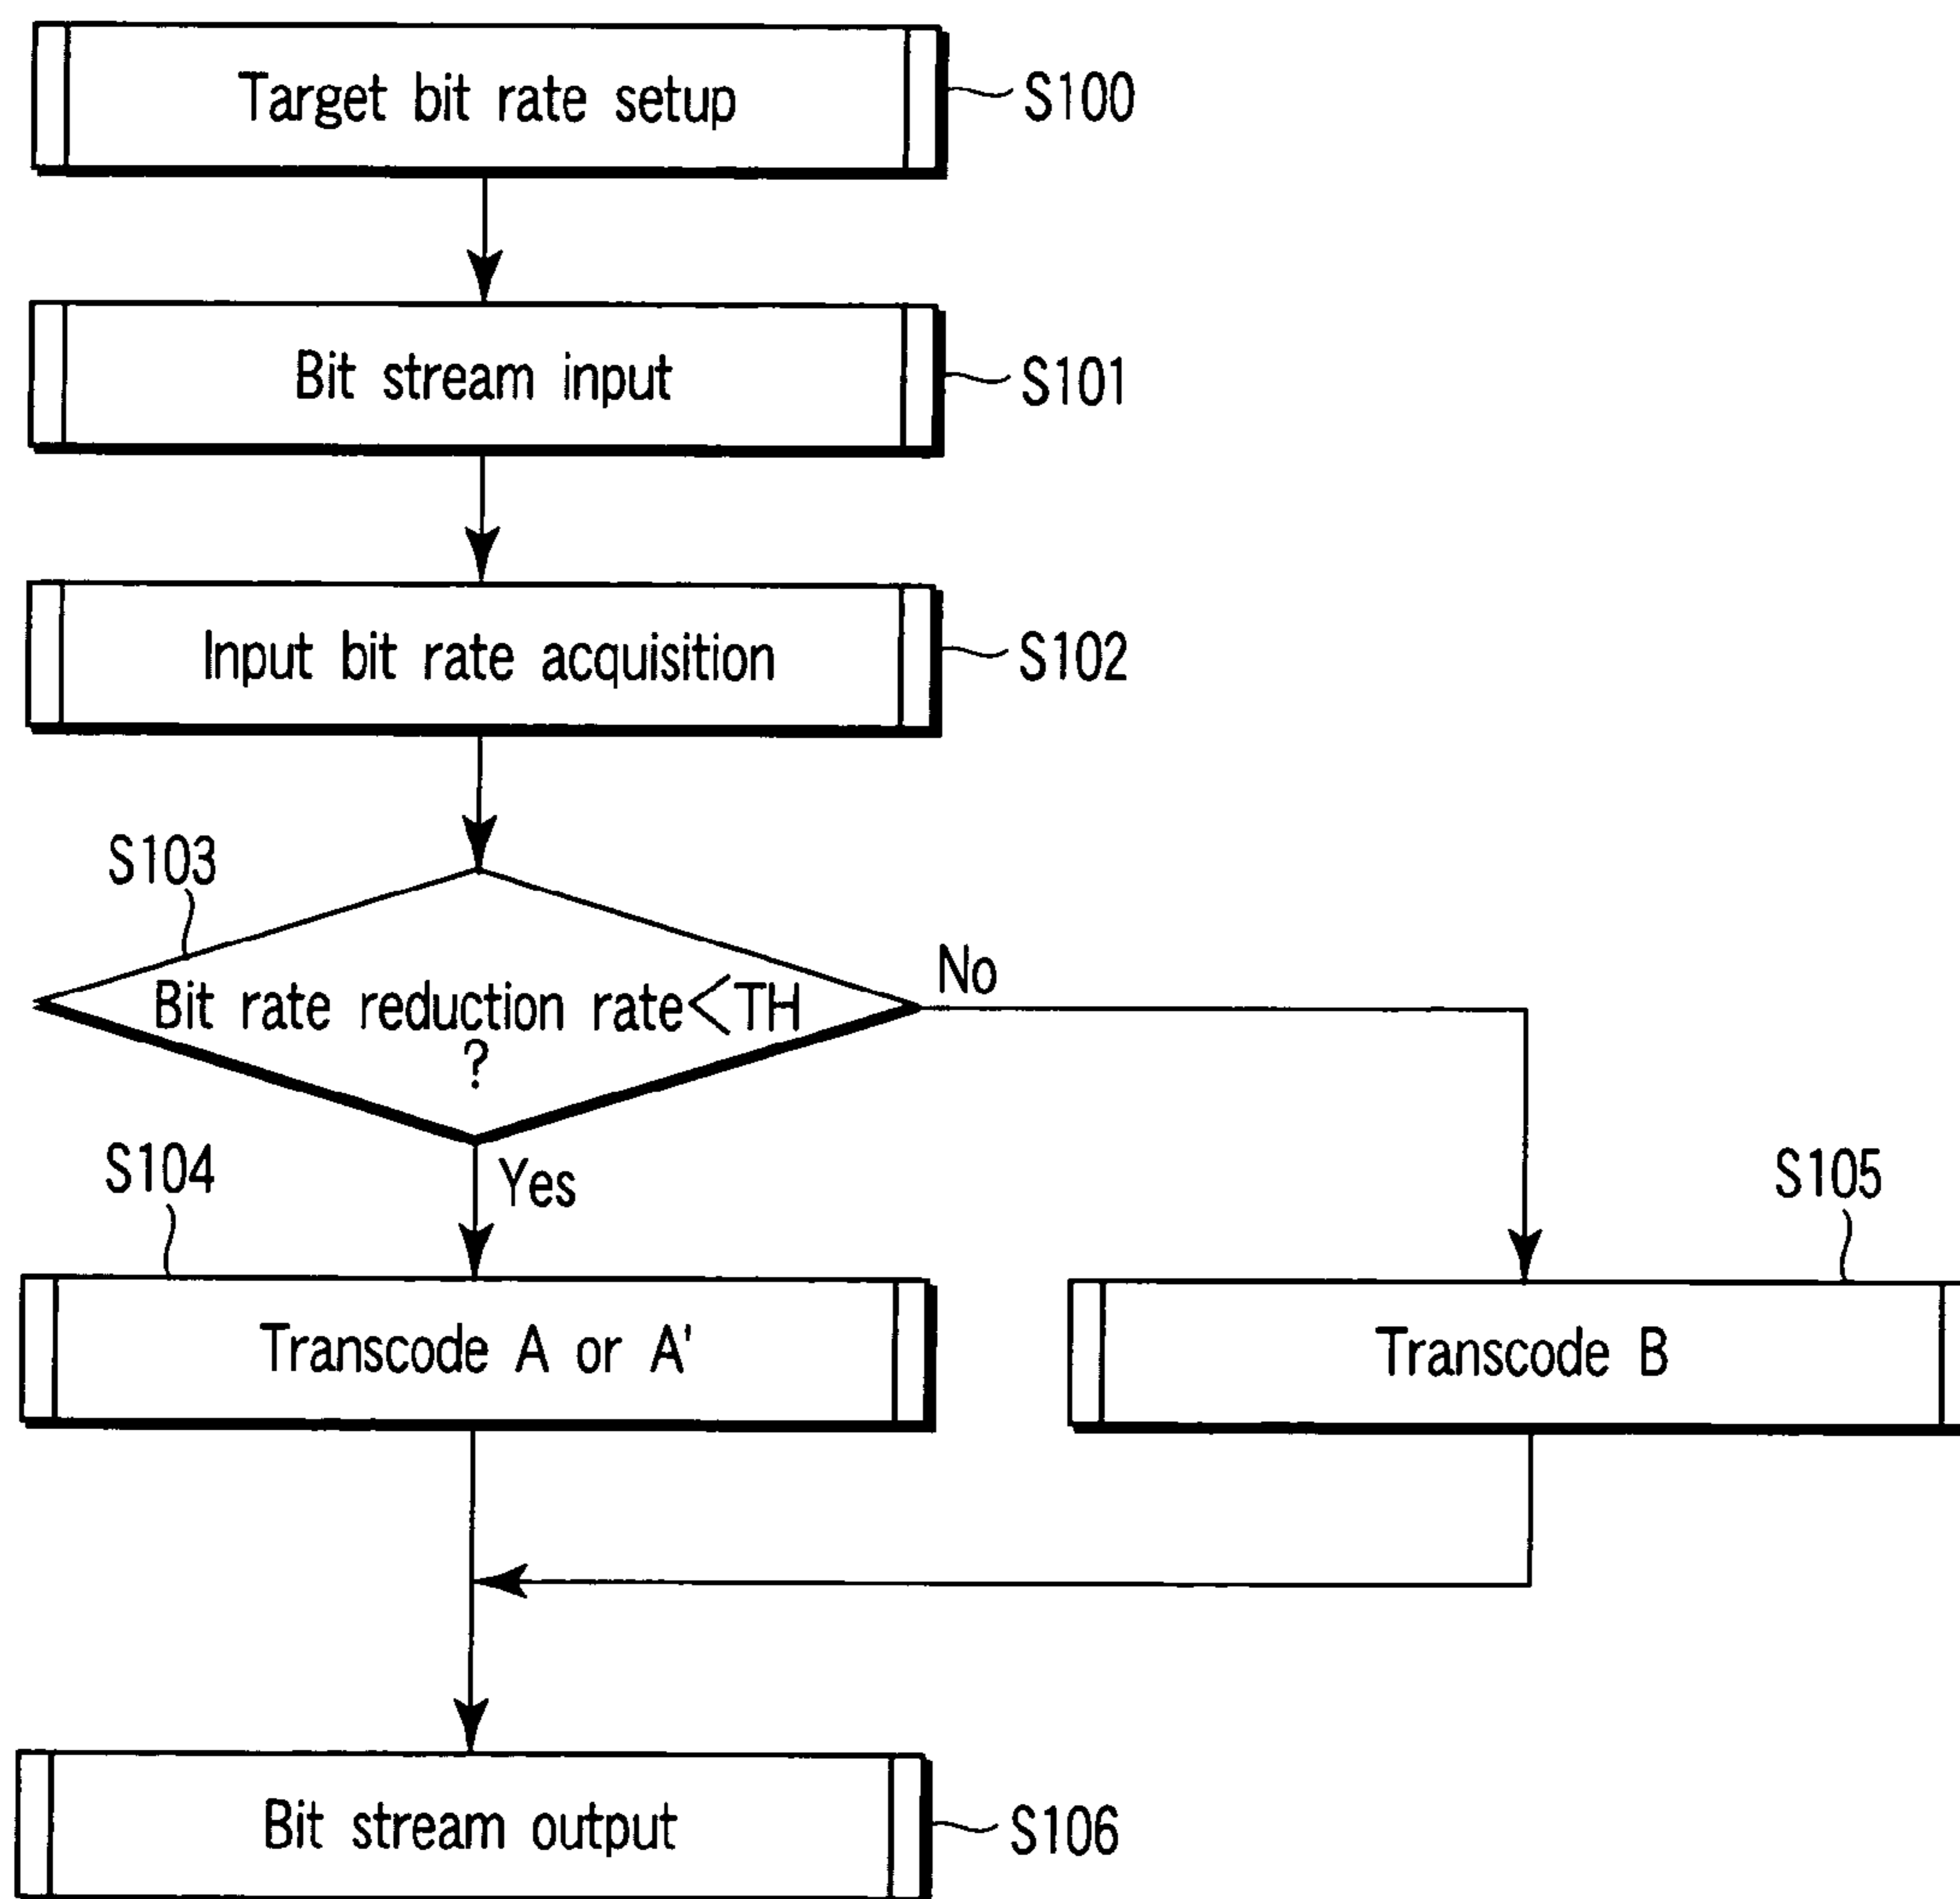 Target bit rate setup
S100
Bit stream input
S101
Input bit rate acquisition
S102
S103
Bit rate reduction rate<TH
?
No
Yes
S104
Transcode A or A'
S105
Transcode B
Bit stream output
S106